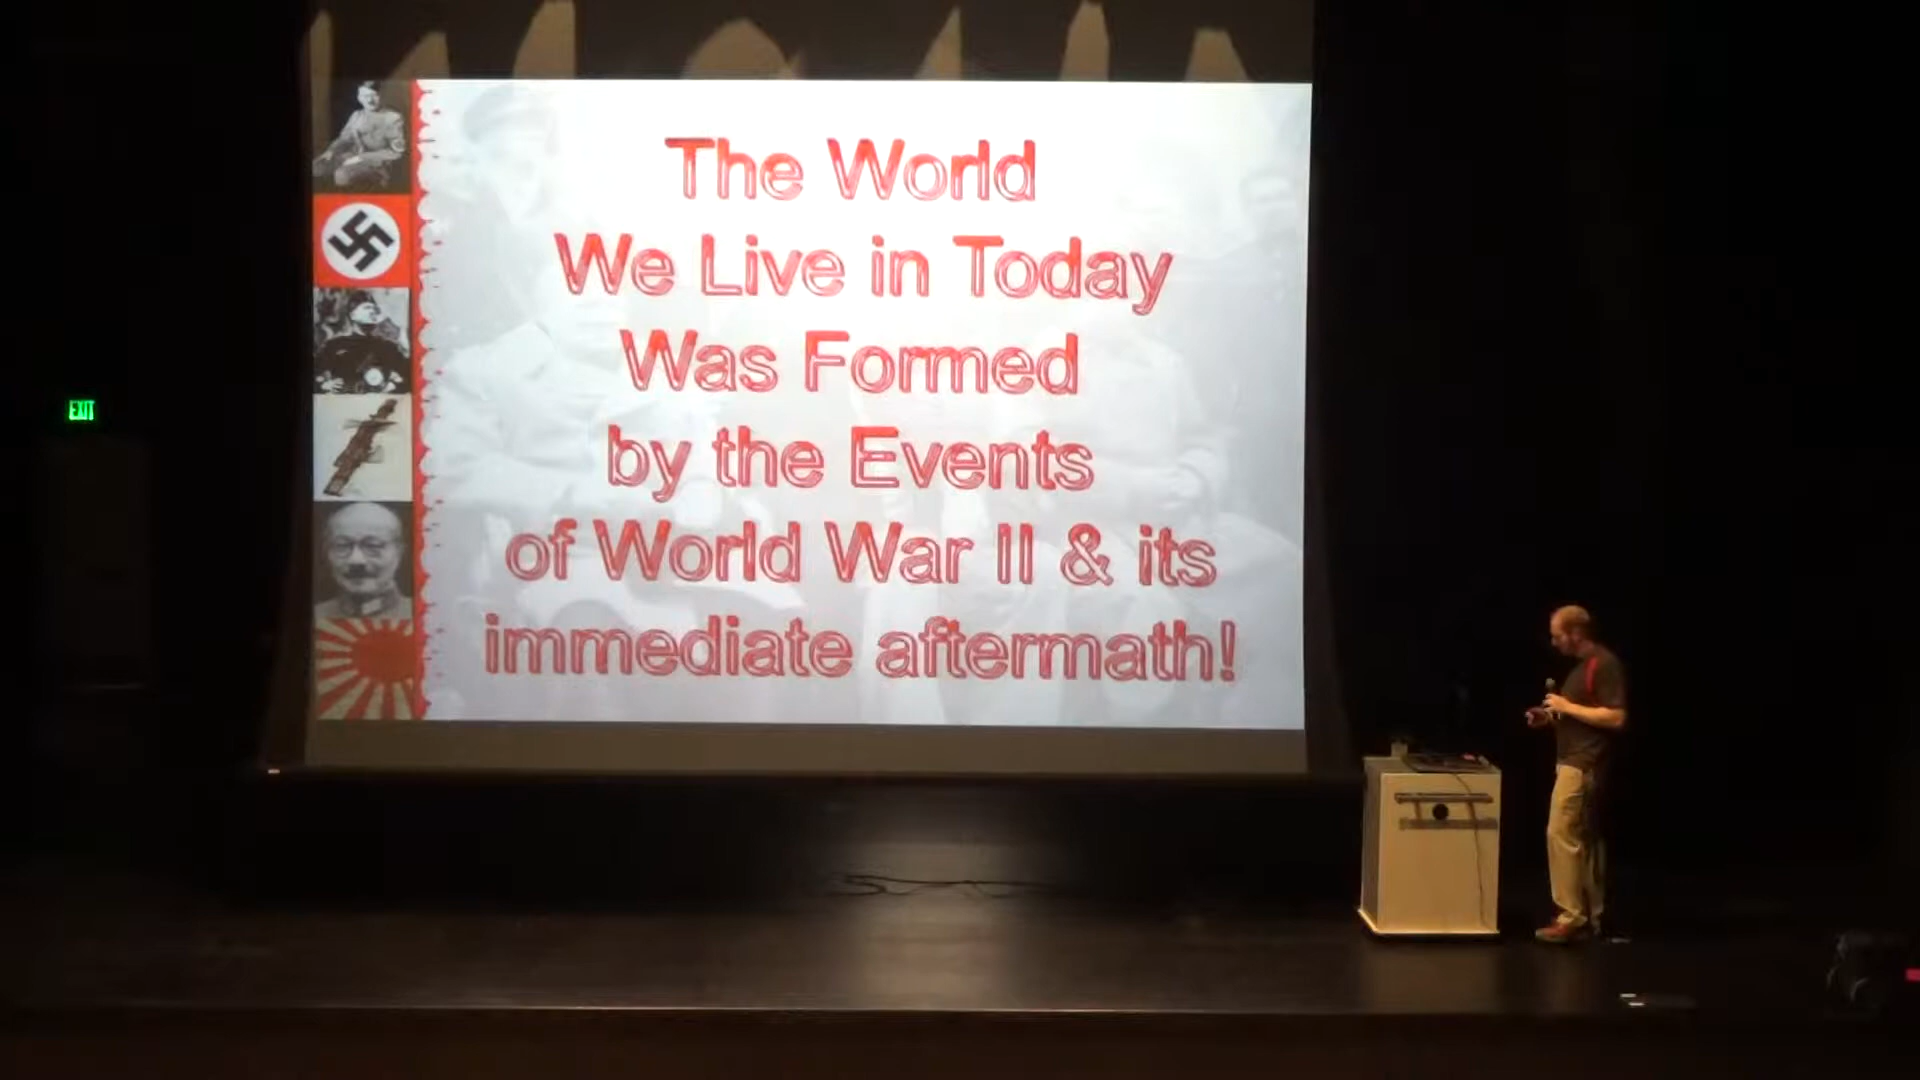 The World
We Live in Today
Was Formed
by the Events
of World War II & its
immediate aftermath!
EXIT